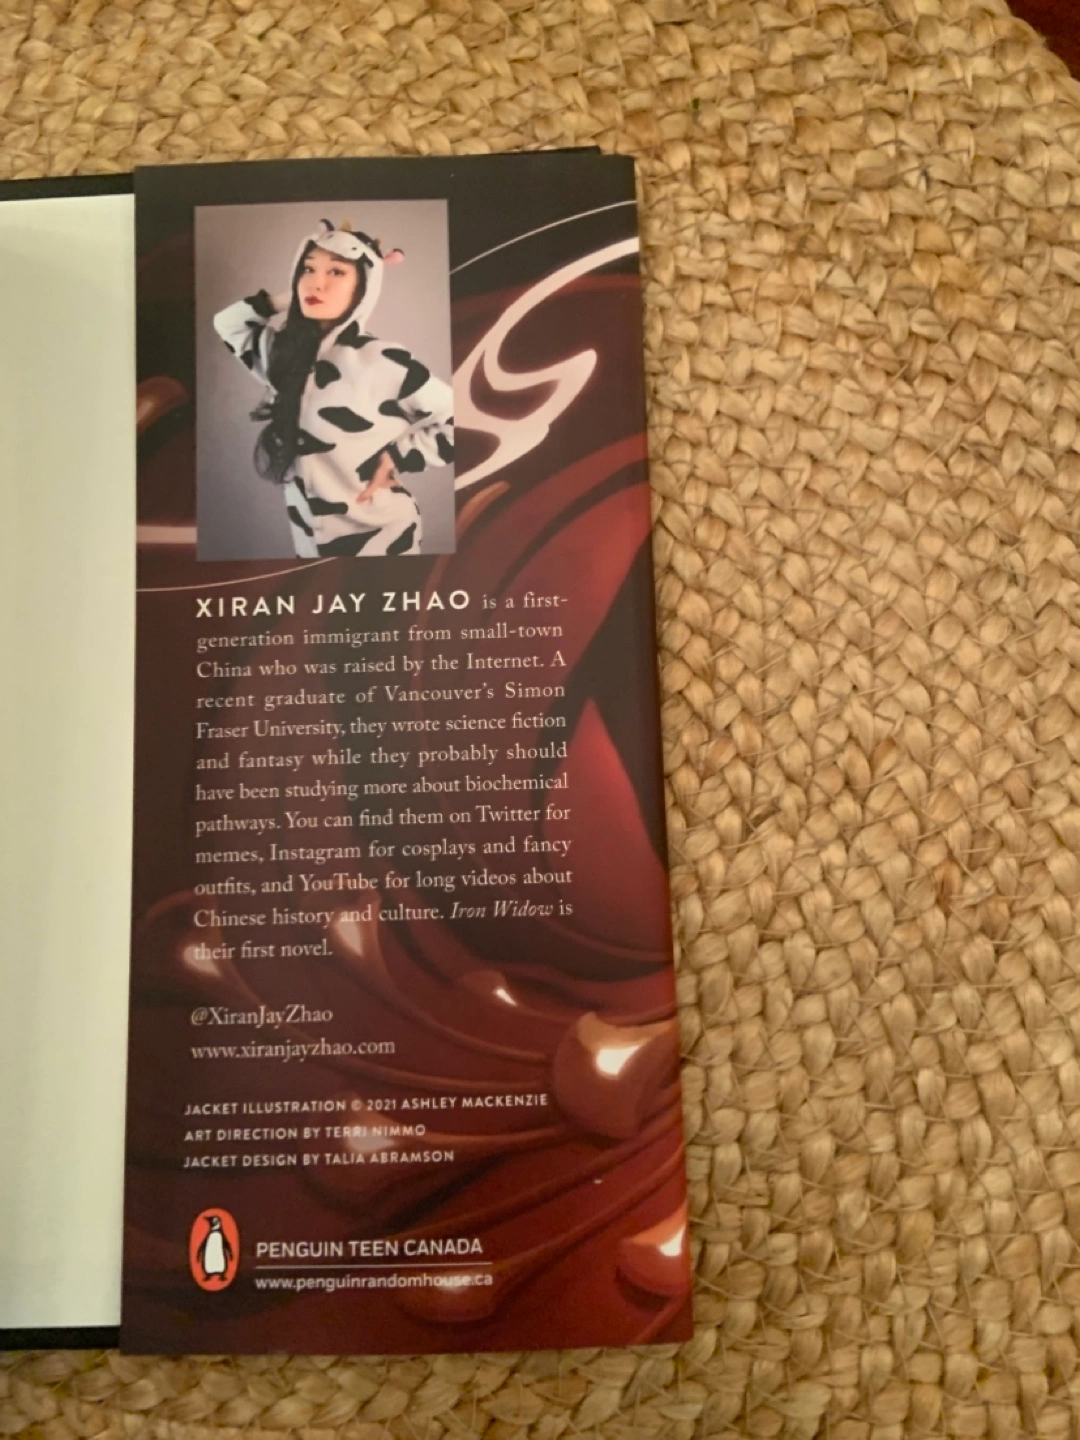 XIRAN JAY ZHAO is a first-
generation immigrant from small-town
China who was raised by the Internet. A
recent graduate of Vancouver's Simon
Fraser University, they wrote science fiction
and fantasy while they probably should
have been studying more about biochemical
pathways. You can find them on Twitter for
memes, Instagram for cosplays and fancy
outfits, and YouTube for long videos about
Chinese history and culture. Iron Widow is
their first novel.
@XiranJayZhao
www.xiranjayzhao.com
JACKET ILLUSTRATION © 2021 ASHLEY MACKENZIE
ART DIRECTION BY TERRI NIMMO
JACKET DESIGN BY TALIA ABRAMSON
PENGUIN TEEN CANADA
www.penguinrandomhouse.ca